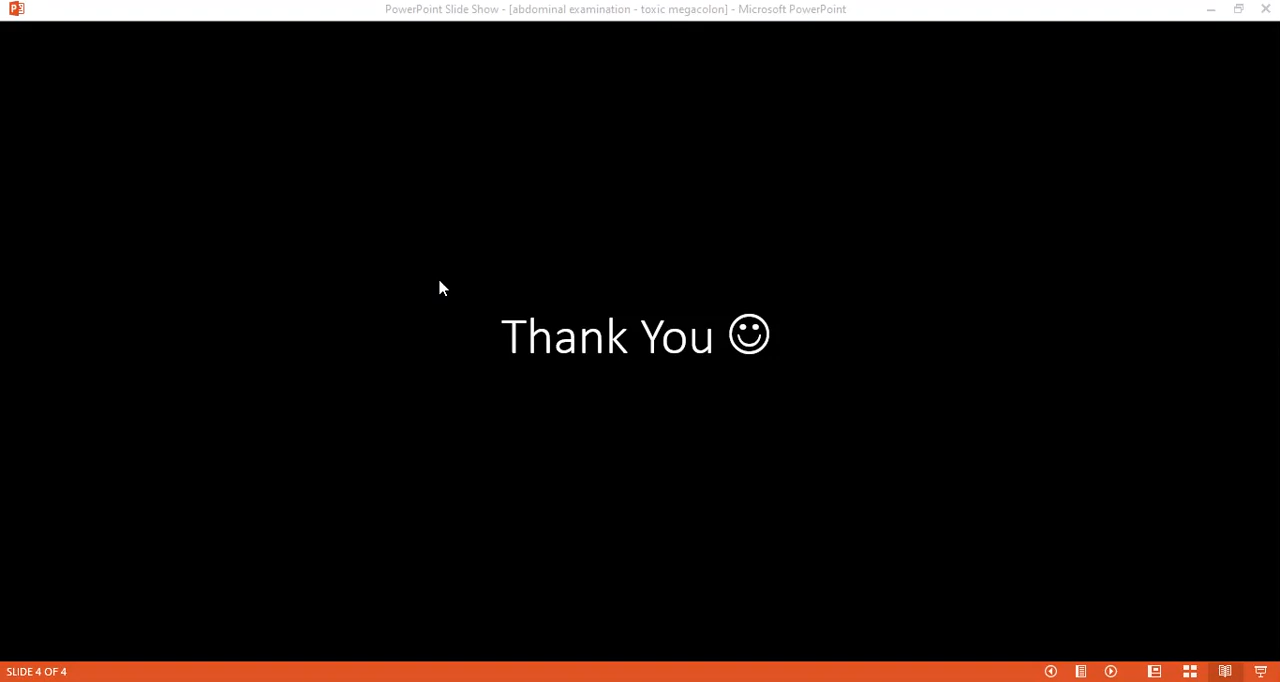 PowerPoint Slide Show - [abdominal examination - toxic megacolon] - Microsoft PowerPoint
Thank You ☺
SLIDE 4 OF 4